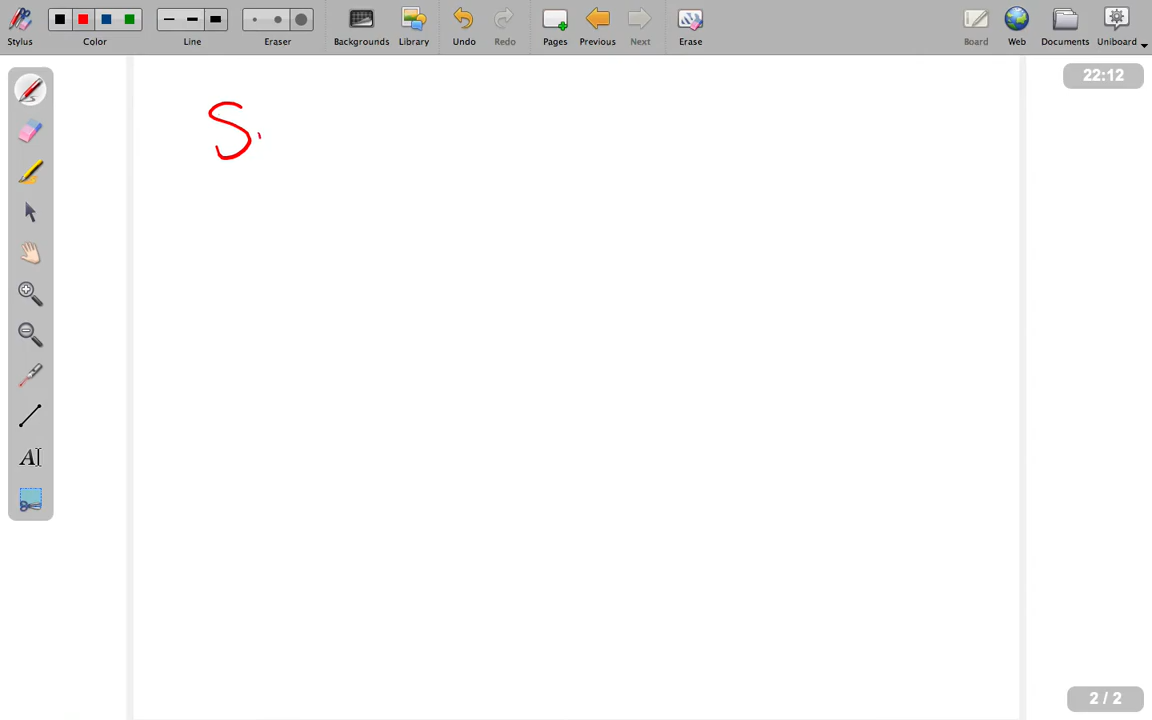 Stylus Color Line Eraser Backgrounds Library Undo Redo Pages Previous Next Erase Board Web Documents Uniboard
22:12
S
A
2 / 2